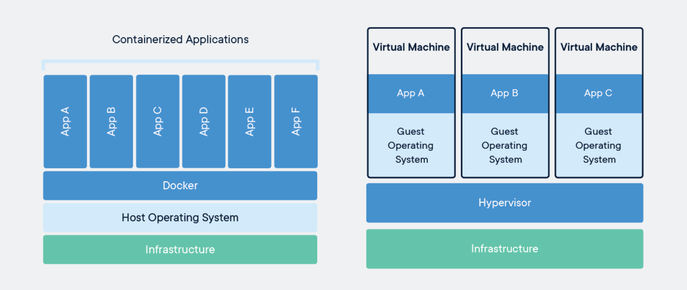 Containerized Applications
App A
App B
App C
App D
App E
App F
Docker
Host Operating System
Infrastructure
Virtual Machine
App A
Guest
Operating
System
Virtual Machine
App B
Guest
Operating
System
Virtual Machine
App C
Guest
Operating
System
Hypervisor
Infrastructure